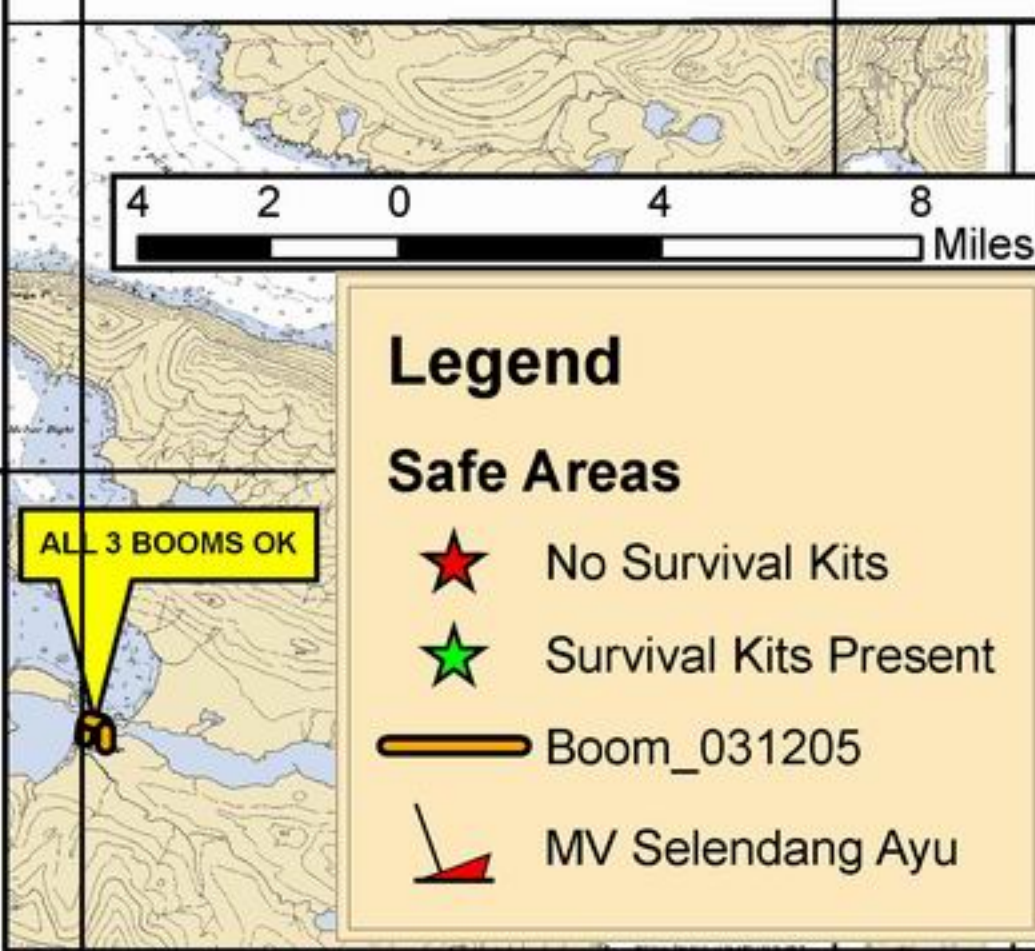 4 2 0 4 8
Miles
Legend
Safe Areas
No Survival Kits
Survival Kits Present
Boom_031205
MV Selendang Ayu
ALL 3 BOOMS OK